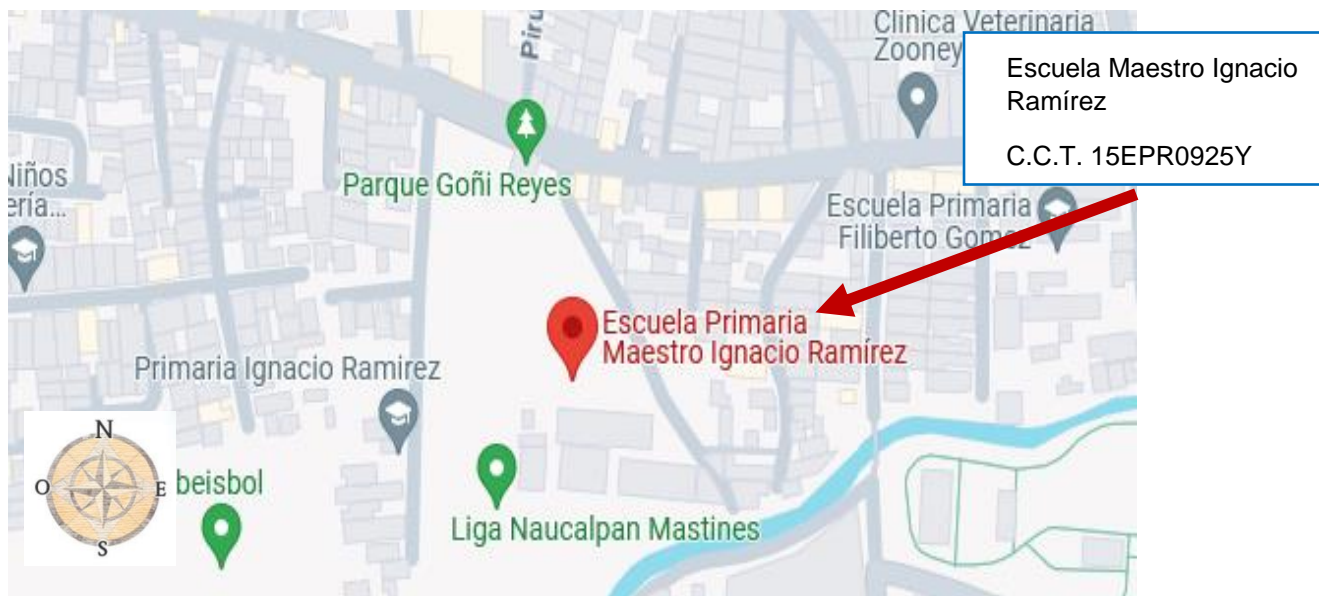 Clinica Veterinaria
Zooney
Escuela Maestro Ignacio
Ramírez
C.C.T. 15EPR0925Y
Parque Goñi Reyes
Niños
Escuela Primaria
Filiberto Gomez
Escuela Primaria
Maestro Ignacio Ramírez
Primaria Ignacio Ramirez
N
O
E
S
beisbol
Liga Naucalpan Mastines